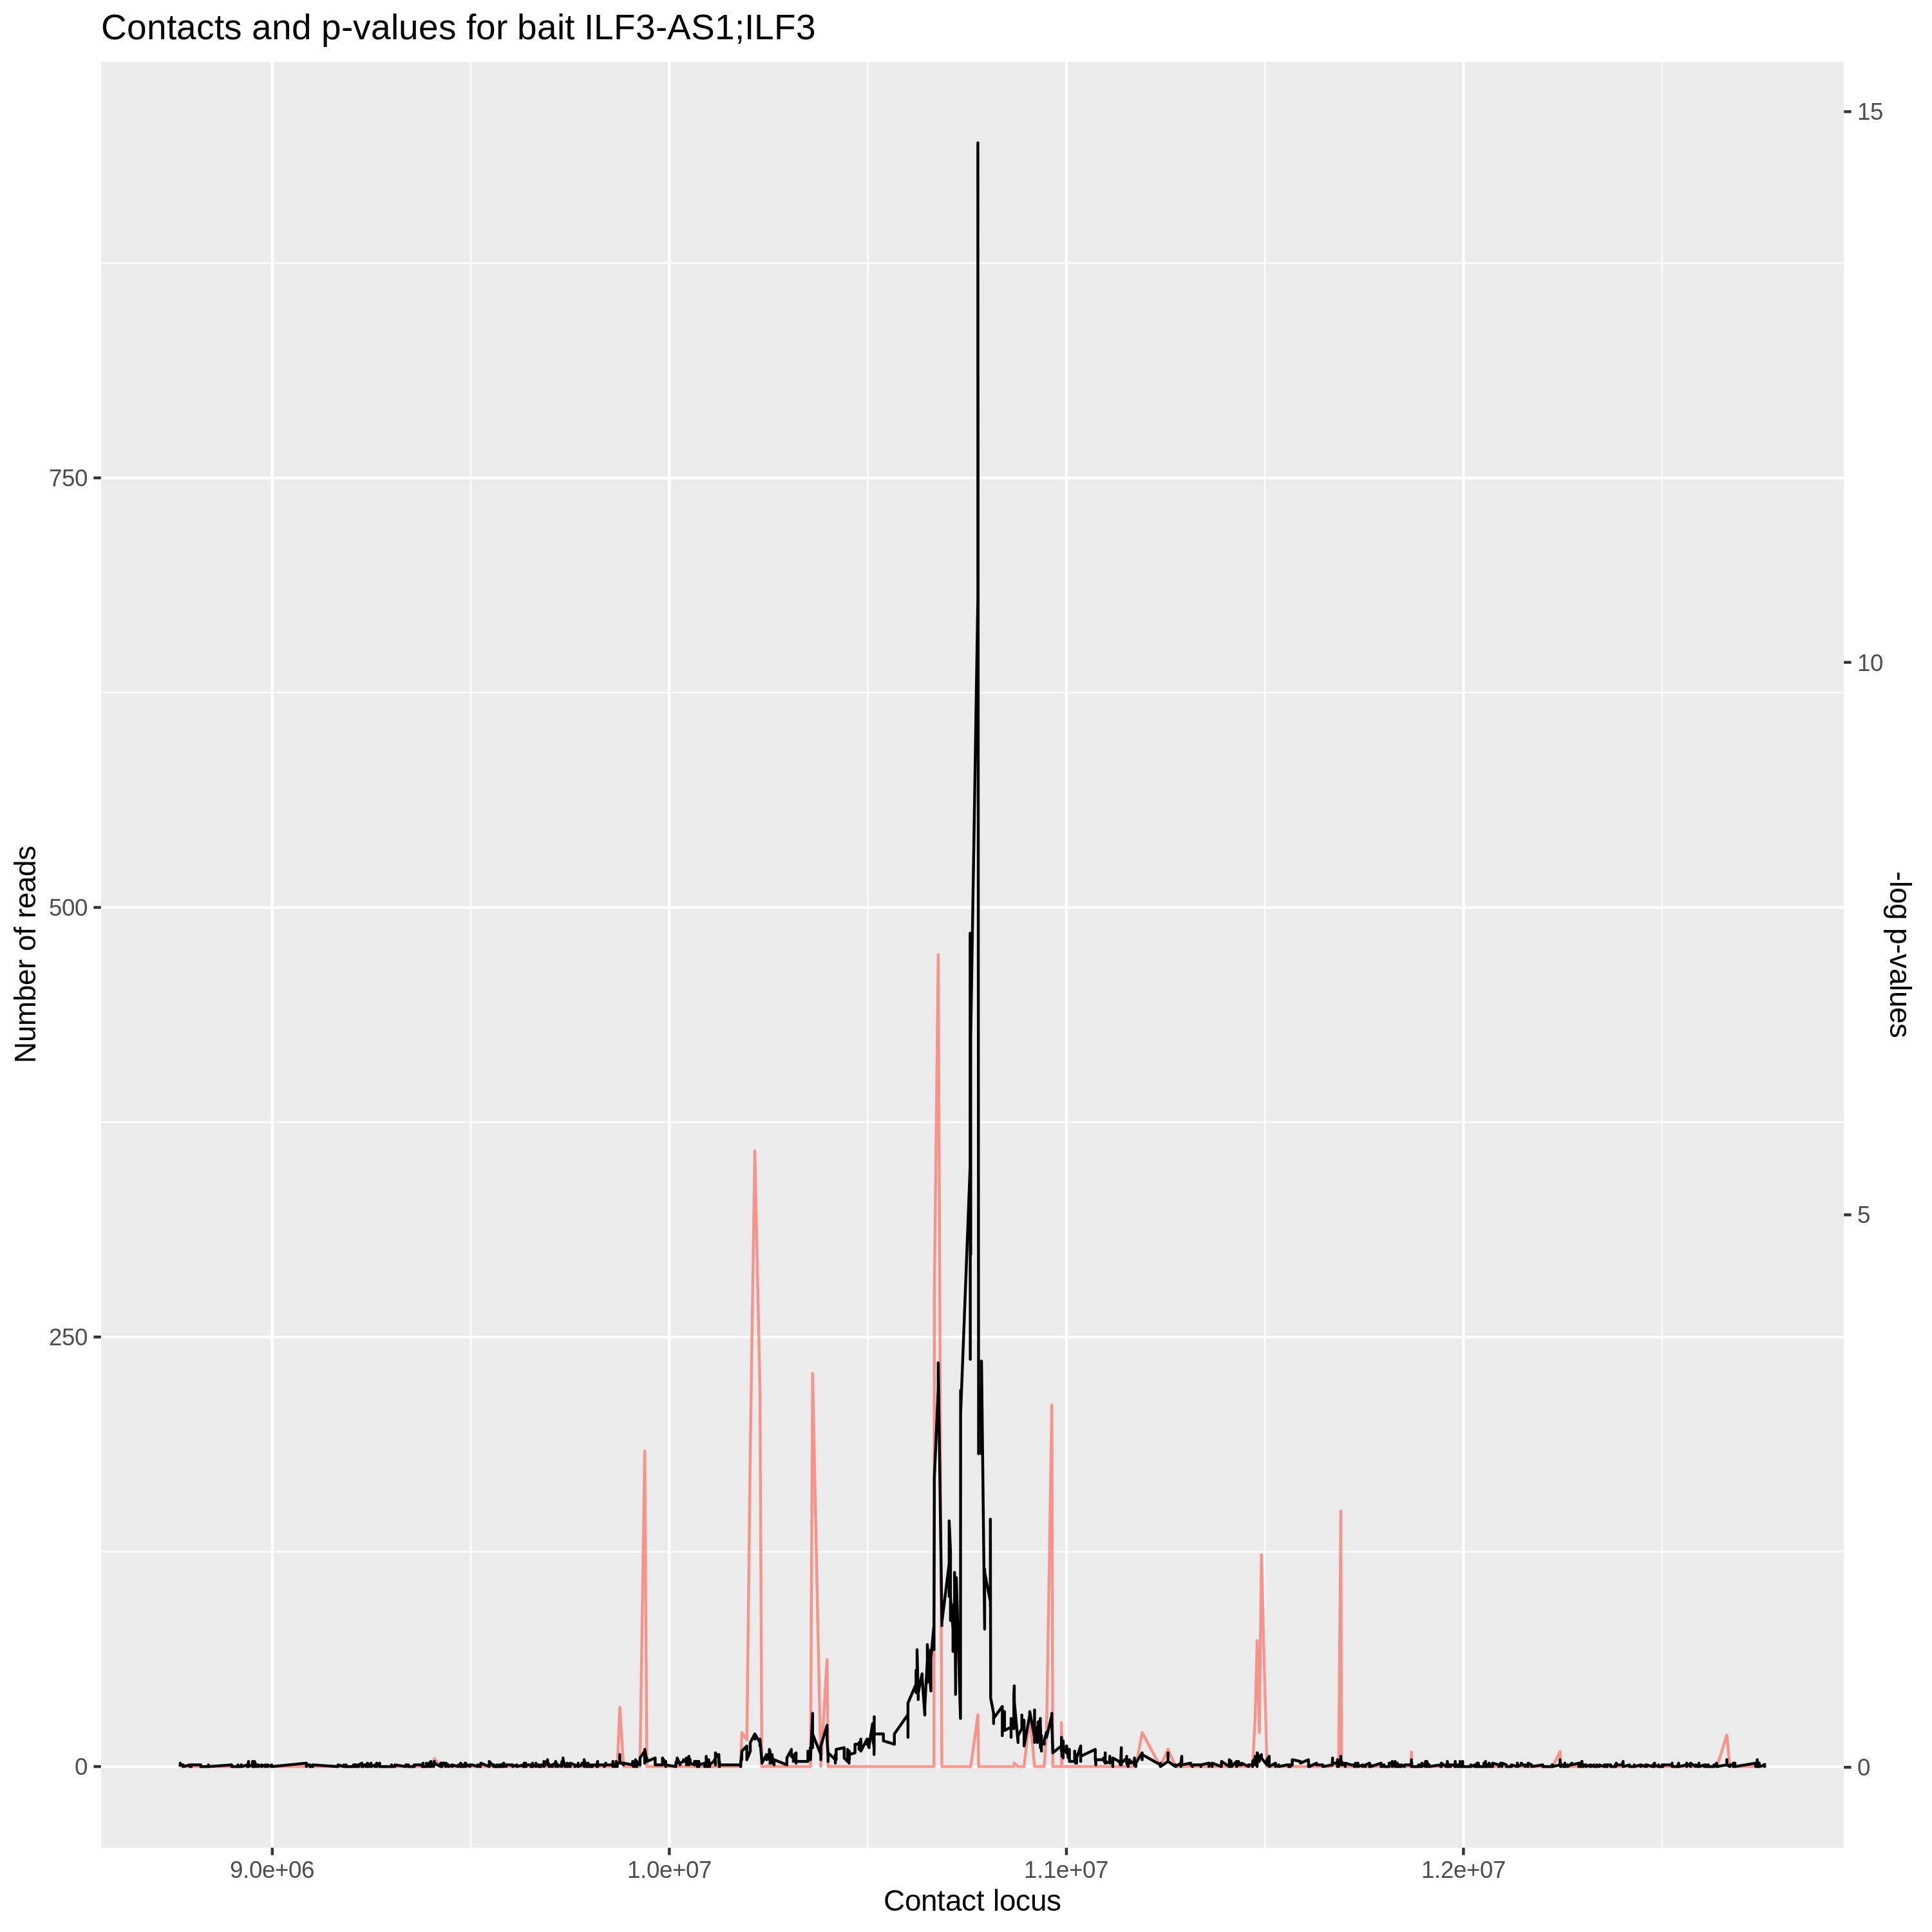 Contacts and p-values for bait ILF3-AS1;ILF3
15
750
10
500
Number of reads
-log p-values
5
250
0
0
9.0e+06 1.0e+07 1.1e+07 1.2e+07
Contact locus